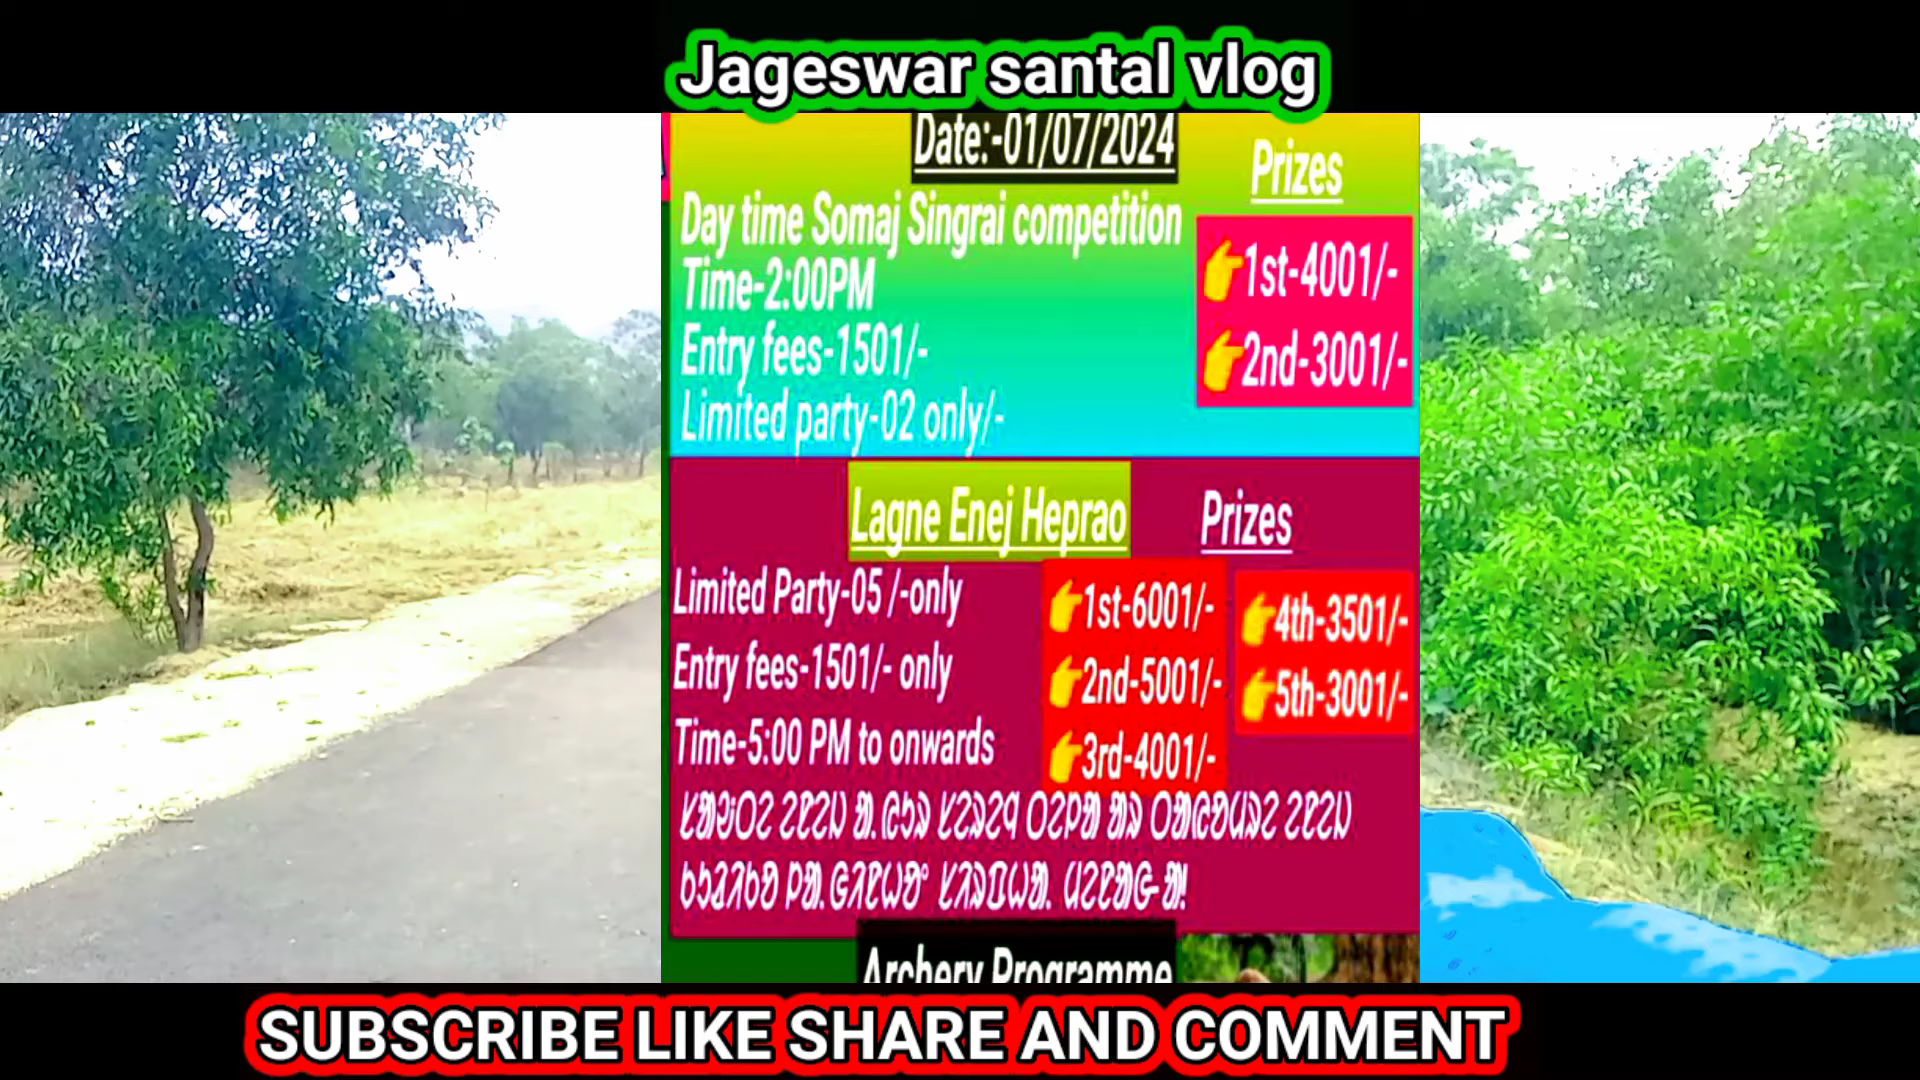 Jageswar santal vlog
Date:-01/07/2024
Prizes
Day time Somaj Singrai competition
Time-2:00PM
Entry fees-1501/-
Limited party-02 only/-
👉1st-4001/-
👉2nd-3001/-
Lagne Enej Heprao
Prizes
Limited Party-05 /-only
Entry fees-1501/- only
Time-5:00 PM to onwards
👉1st-6001/-
👉2nd-5001/-
👉3rd-4001/-
👉4th-3501/-
👉5th-3001/-
Archery Programme
SUBSCRIBE LIKE SHARE AND COMMENT